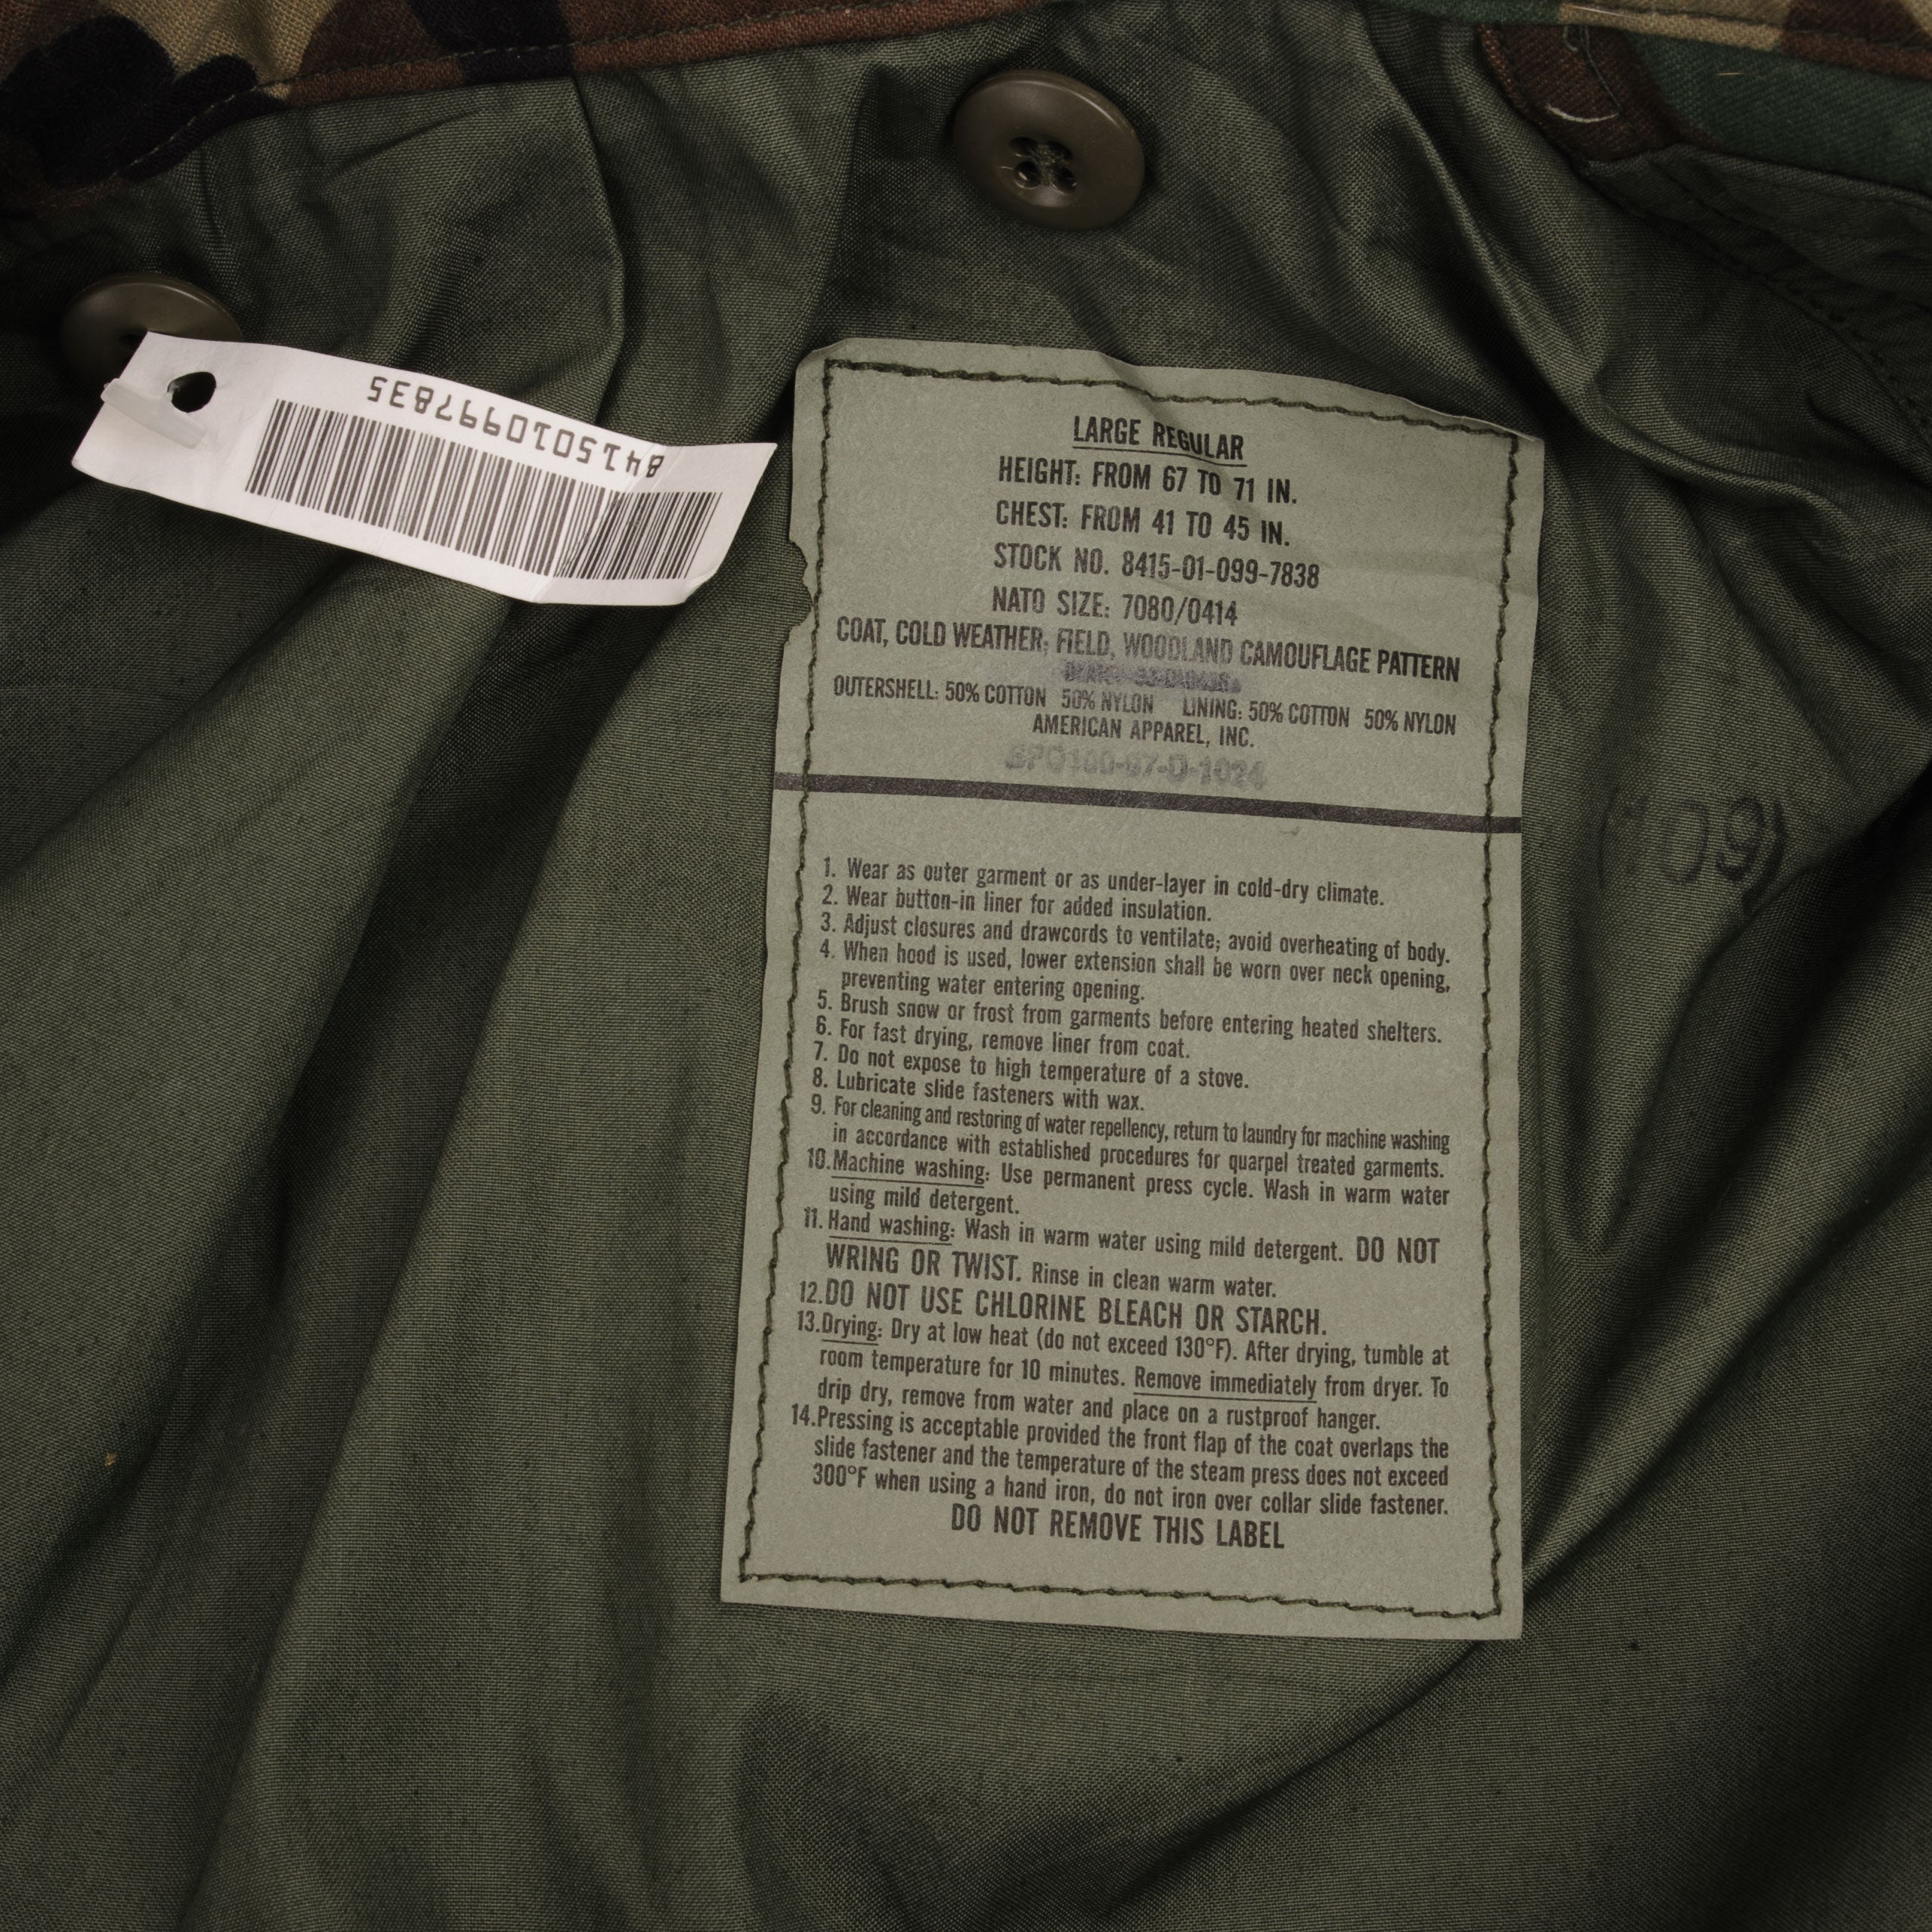 8415010997835
LARGE REGULAR
HEIGHT: FROM 67 TO 71 IN.
CHEST: FROM 41 TO 45 IN.
STOCK NO. 8415-01-099-7838
NATO SIZE: 7080/0414
COAT, COLD WEATHER; FIELD, WOODLAND CAMOUFLAGE PATTERN
OUTERSHELL: 50% COTTON 50% NYLON LINING: 50% COTTON 50% NYLON
AMERICAN APPAREL, INC.
SPO100-97-D-1024
(109)
1. Wear as outer garment or as under-layer in cold-dry climate.
2. Wear button-in liner for added insulation.
3. Adjust closures and drawcords to ventilate; avoid overheating of body.
4. When hood is used, lower extension shall be worn over neck opening,
preventing water entering opening.
5. Brush snow or frost from garments before entering heated shelters.
6. For fast drying, remove liner from coat.
7. Do not expose to high temperature of a stove.
8. Lubricate slide fasteners with wax.
9. For cleaning and restoring of water repellency, return to laundry for machine washing
in accordance with established procedures for quarpel treated garments.
10.Machine washing: Use permanent press cycle. Wash in warm water
using mild detergent.
11. Hand washing: Wash in warm water using mild detergent. DO NOT
WRING OR TWIST. Rinse in clean warm water.
12.DO NOT USE CHLORINE BLEACH OR STARCH.
13.Drying: Dry at low heat (do not exceed 130°F). After drying, tumble at
room temperature for 10 minutes. Remove immediately from dryer. To
drip dry, remove from water and place on a rustproof hanger.
14.Pressing is acceptable provided the front flap of the coat overlaps the
slide fastener and the temperature of the steam press does not exceed
300°F when using a hand iron, do not iron over collar slide fastener.
DO NOT REMOVE THIS LABEL